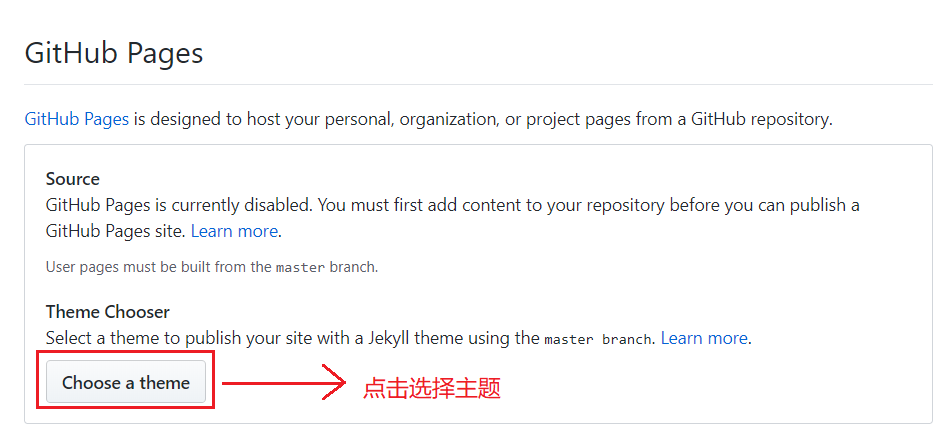 GitHub Pages
GitHub Pages is designed to host your personal, organization, or project pages from a GitHub repository.
Source
GitHub Pages is currently disabled. You must first add content to your repository before you can publish a
GitHub Pages site. Learn more.
User pages must be built from the master branch.
Theme Chooser
Select a theme to publish your site with a Jekyll theme using the master branch. Learn more.
Choose a theme
点击选择主题